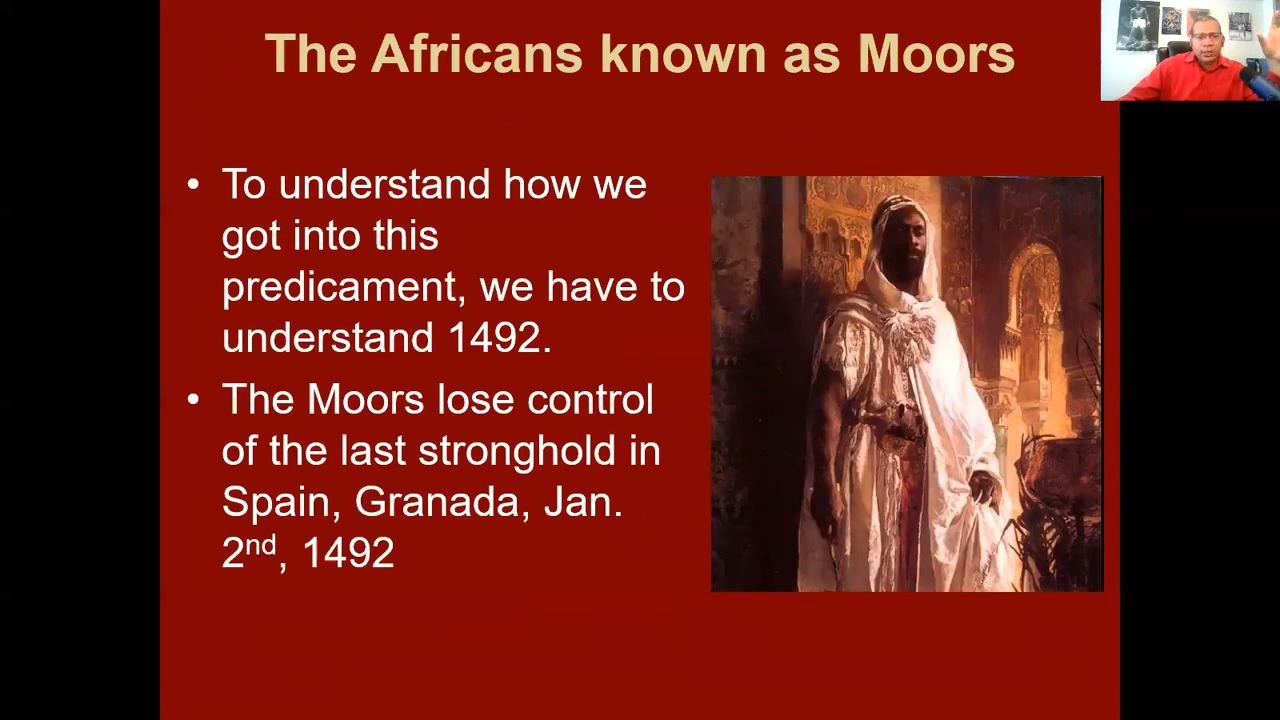 The Africans known as Moors
• To understand how we
got into this
predicament, we have to
understand 1492.
• The Moors lose control
of the last stronghold in
Spain, Granada, Jan.
2nd, 1492